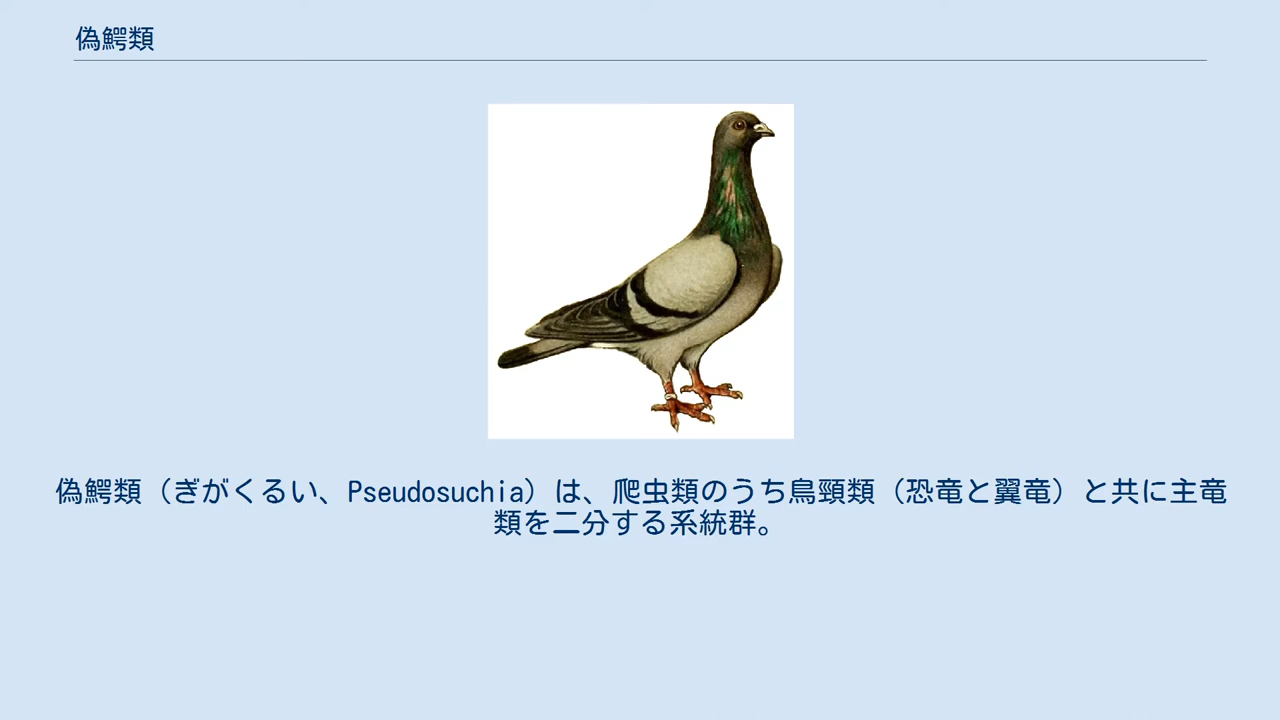 偽鰐類
偽鰐類（ぎがくるい、Pseudosuchia）は、爬虫類のうち鳥頸類（恐竜と翼竜）と共に主竜
類を二分する系統群。